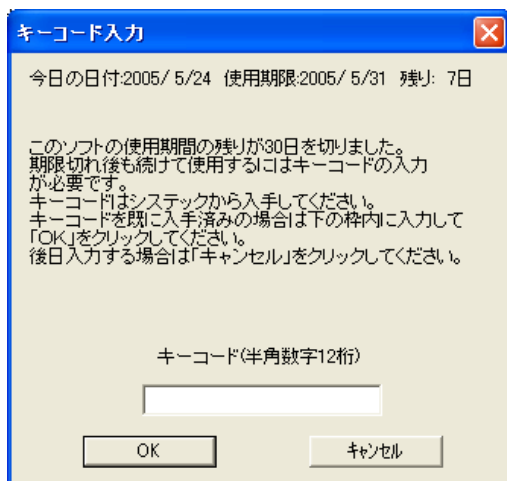 キーコード入力
今日の日付:2005/ 5/24 使用期限:2005/ 5/31 残り: 7日
このソフトの使用期間の残りが30日を切りました。
期限切れ後も続けて使用するにはキーコードの入力
が必要です。
キーコードはシステックから入手してください。
キーコードを既に入手済みの場合は下の枠内に入力して
「OK」をクリックしてください。
後日入力する場合は「キャンセル」をクリックしてください。
キーコード(半角数字12桁)
OK ｷｬﾝｾﾙ